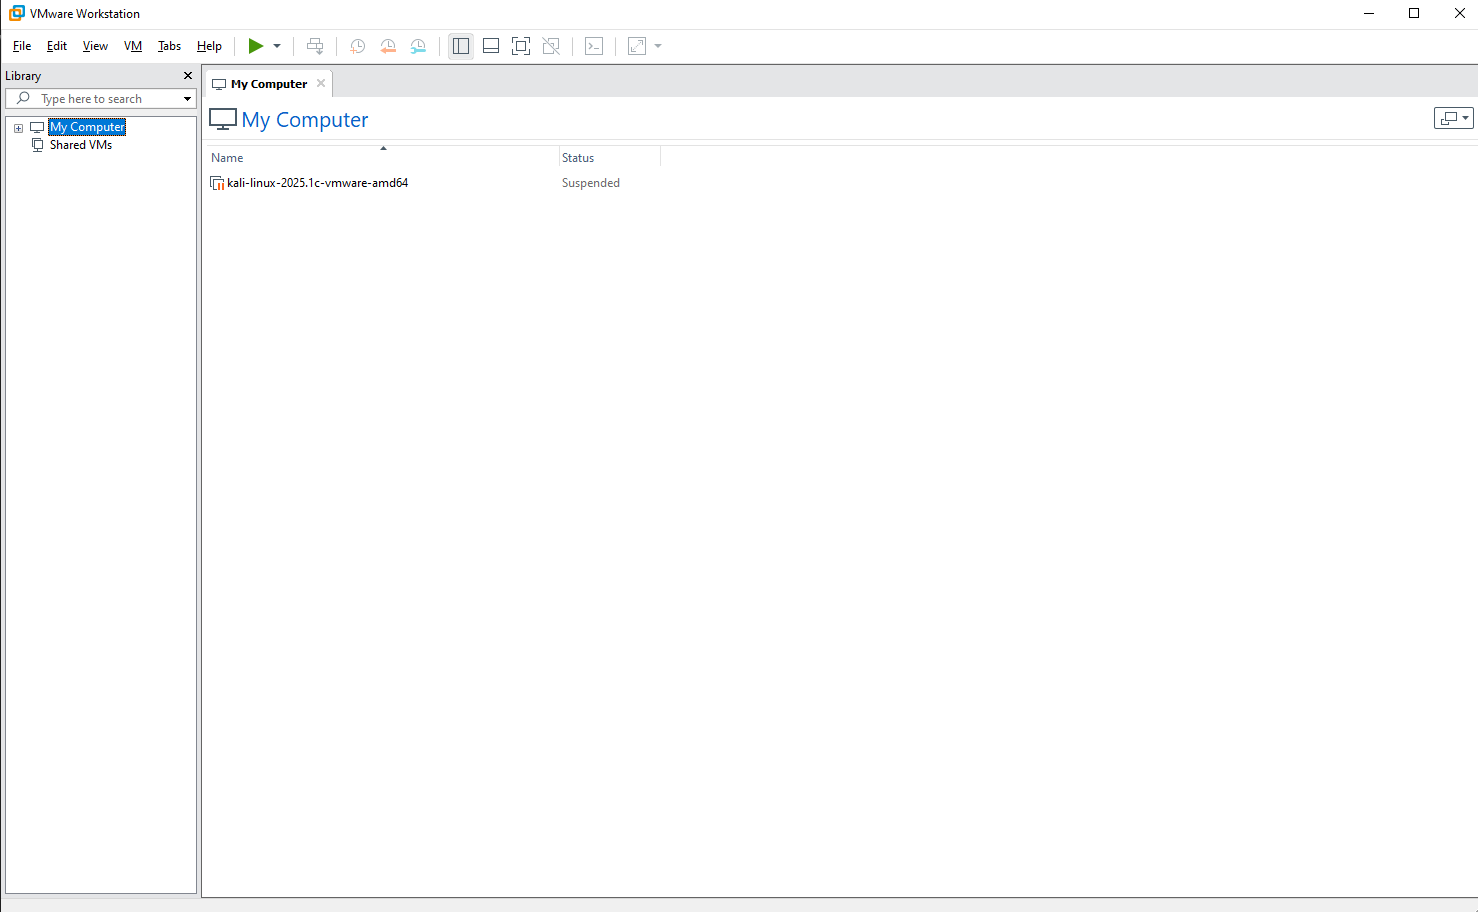 VMware Workstation
File Edit View VM Tabs Help
Library
Type here to search
My Computer
Shared VMs
My Computer
My Computer
Name Status
kali-linux-2025.1c-vmware-amd64 Suspended